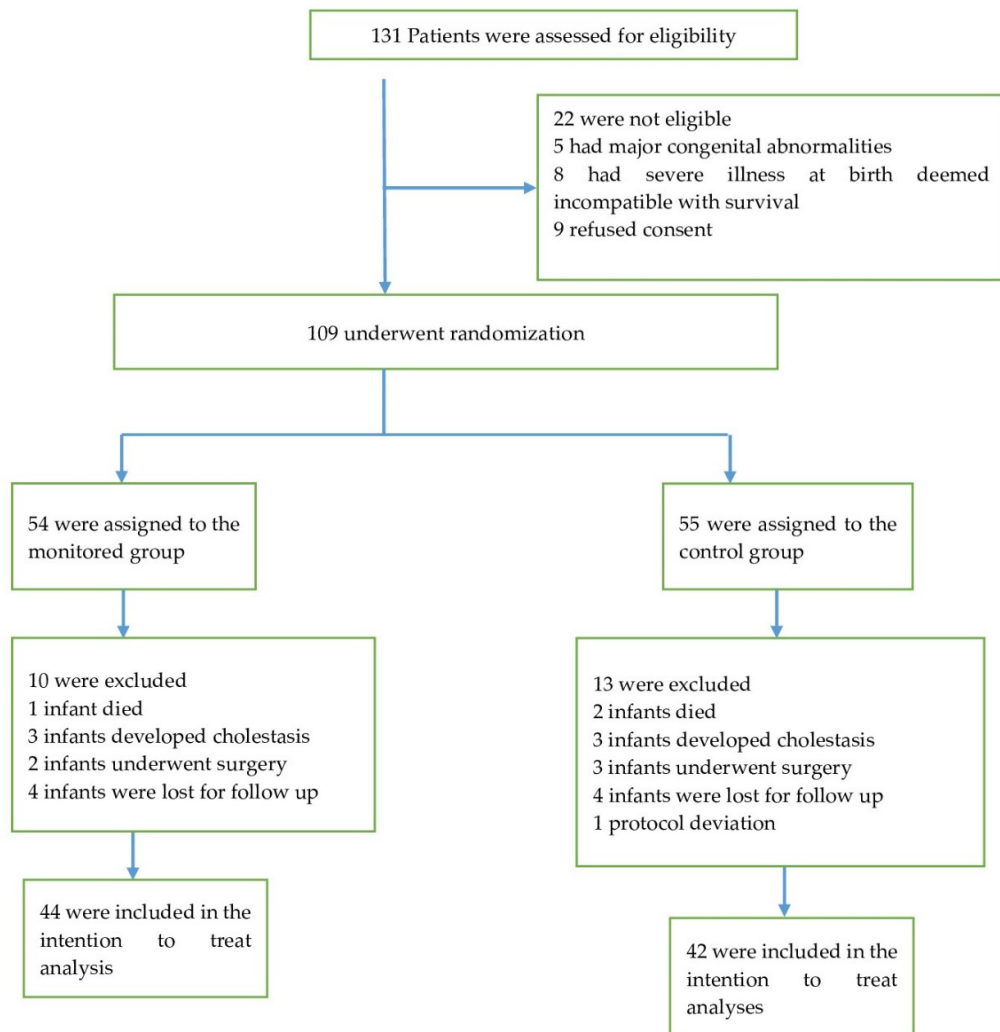 131 Patients were assessed for eligibility
22 were not eligible
5 had major congenital abnormalities
8 had severe illness at birth deemed
incompatible with survival
9 refused consent
109 underwent randomization
54 were assigned to the
monitored group
55 were assigned to the
control group
10 were excluded
1 infant died
3 infants developed cholestasis
2 infants underwent surgery
4 infants were lost for follow up
13 were excluded
2 infants died
3 infants developed cholestasis
3 infants underwent surgery
4 infants were lost for follow up
1 protocol deviation
44 were included in the
intention to treat
analysis
42 were included in the
intention to treat
analyses